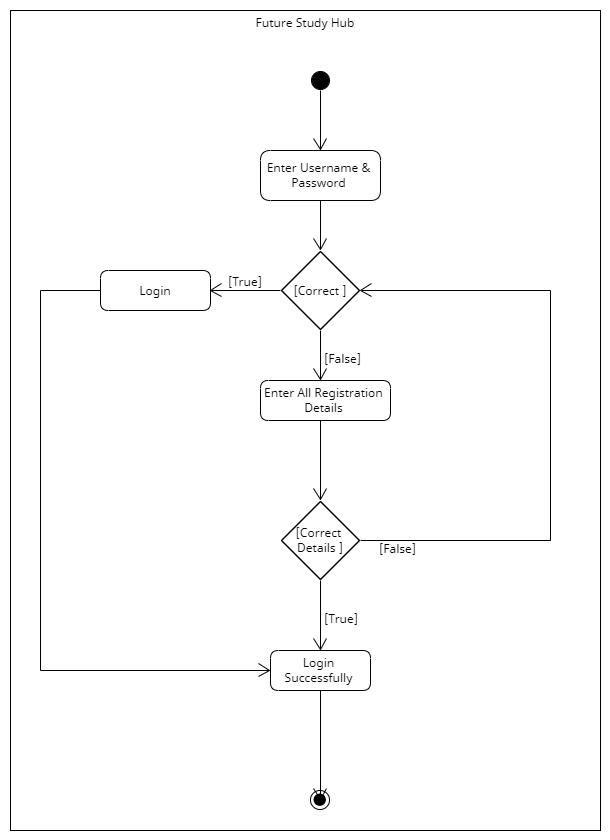 Future Study Hub
Enter Username &
Password
[True]
[Correct ]
Login
[False]
Enter All Registration
Details
[Correct
Details ]
[False]
[True]
Login
Successfully